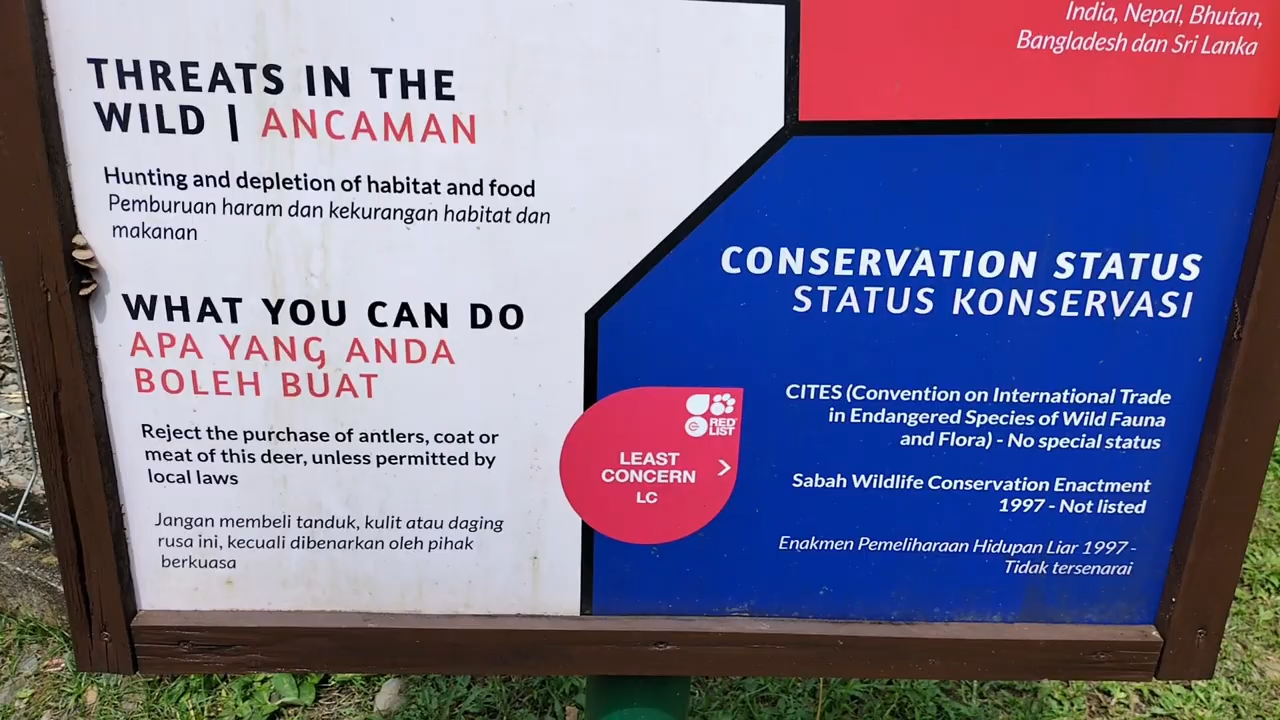 India, Nepal, Bhutan,
Bangladesh dan Sri Lanka
THREATS IN THE
WILD | ANCAMAN
Hunting and depletion of habitat and food
Pemburuan haram dan kekurangan habitat dan
makanan
WHAT YOU CAN DO
APA YANG ANDA
BOLEH BUAT
Reject the purchase of antlers, coat or
meat of this deer, unless permitted by
local laws
Jangan membeli tanduk, kulit atau daging
rusa ini, kecuali dibenarkan oleh pihak
berkuasa
CONSERVATION STATUS
STATUS KONSERVASI
RED
LIST
LEAST
CONCERN >
LC
CITES (Convention on International Trade
in Endangered Species of Wild Fauna
and Flora) - No special status
Sabah Wildlife Conservation Enactment
1997 - Not listed
Enakmen Pemeliharaan Hidupan Liar 1997 -
Tidak tersenarai